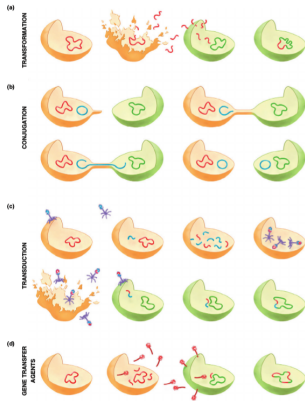 (a)
TRANSFORMATION
(b)
CONJUGATION
(c)
TRANSDUCTION
(d)
GENE TRANSFER
AGENTS